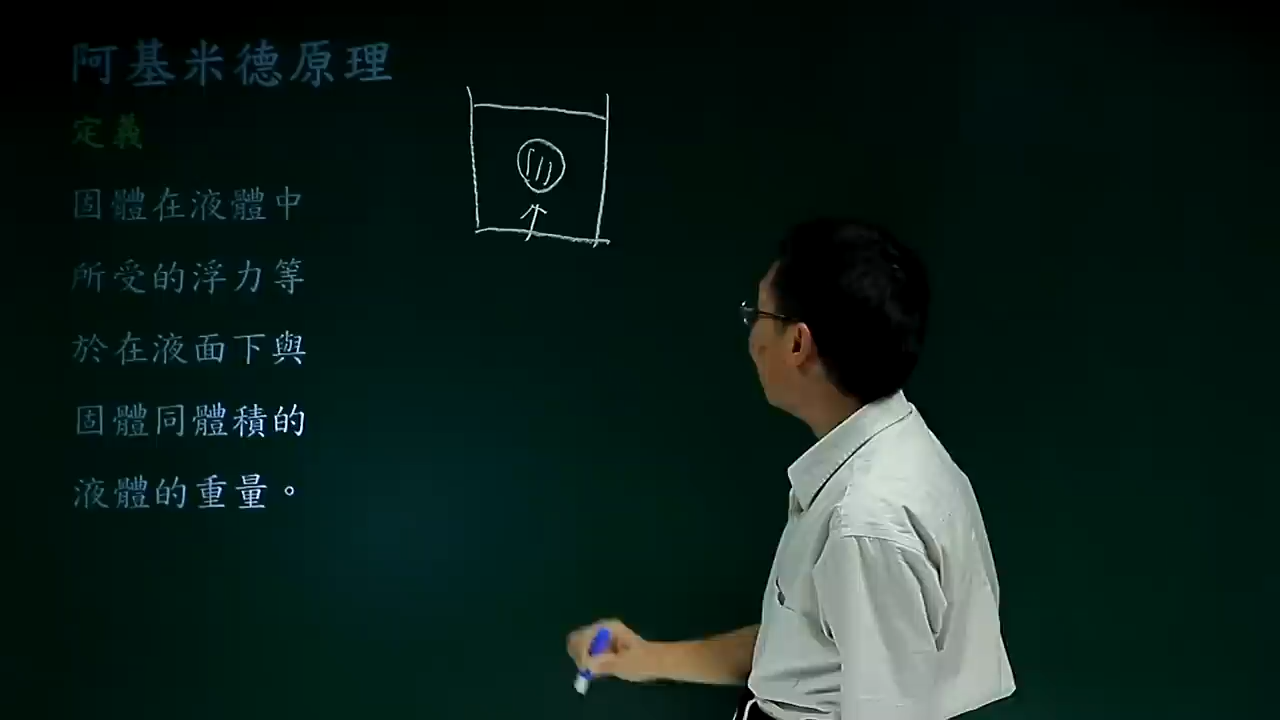 阿基米德原理
定義
固體在液體中
所受的浮力等
於在液面下與
固體同體積的
液體的重量。